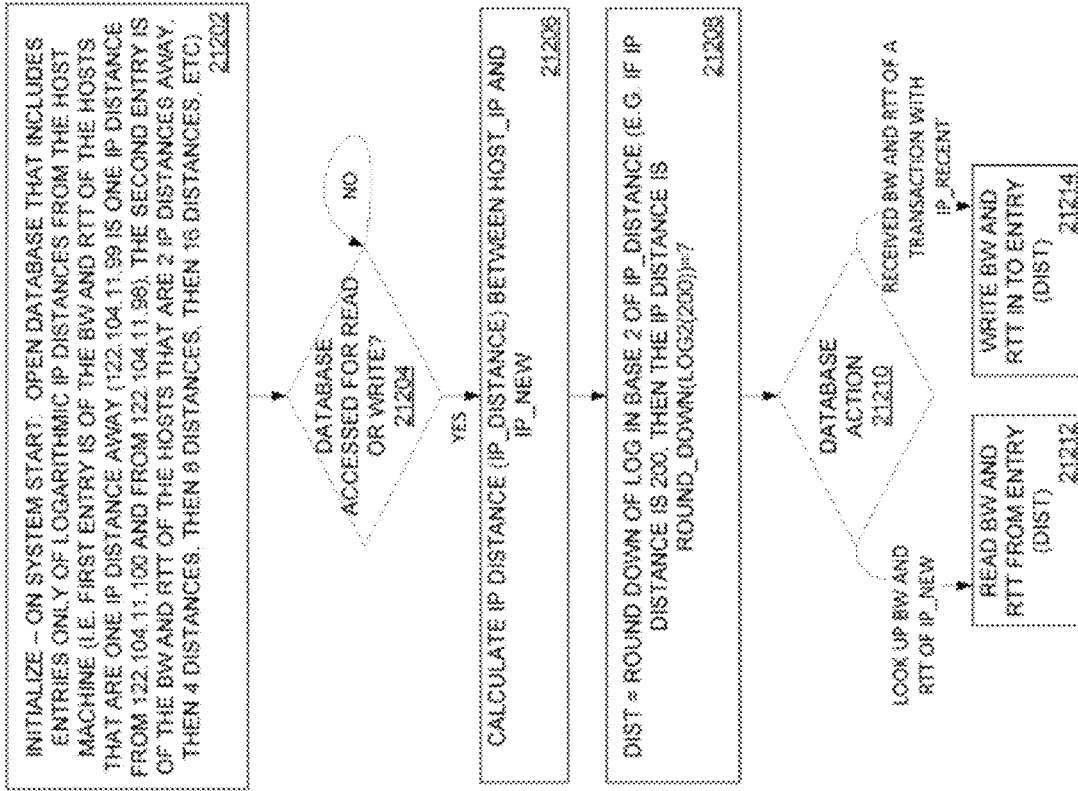 INITIALIZE – ON SYSTEM START. OPEN DATABASE THAT INCLUDES
ENTRIES ONLY OF LOGARITHMIC IP DISTANCES FROM THE HOST
MACHINE (I.E. FIRST ENTRY IS OF THE BW AND RTT OF THE HOSTS
THAT ARE ONE IP DISTANCE AWAY (122.104.11.99 IS ONE IP DISTANCE
FROM 122.104.11.100 AND FROM 122.104.11.98). THE SECOND ENTRY IS
OF THE BW AND RTT OF THE HOSTS THAT ARE 2 IP DISTANCES AWAY,
THEN 4 DISTANCES, THEN 8 DISTANCES, THEN 16 DISTANCES, ETC)
21202
DATABASE
ACCESSED FOR READ
OR WRITE?
21204
NO
YES
CALCULATE IP DISTANCE (IP_DISTANCE) BETWEEN HOST_IP AND
IP_NEW
21206
DIST = ROUND DOWN OF LOG IN BASE 2 OF IP_DISTANCE (E.G. IF IP
DISTANCE IS 200, THEN THE IP DISTANCE IS
ROUND_DOWN(LOG2(200))=7
21208
DATABASE
ACTION
21210
LOOK UP BW AND
RTT OF IP_NEW
RECEIVED BW AND RTT OF A
TRANSACTION WITH
IP_RECENT
READ BW AND
RTT FROM ENTRY
(DIST)
21212
WRITE BW AND
RTT IN TO ENTRY
(DIST)
21214